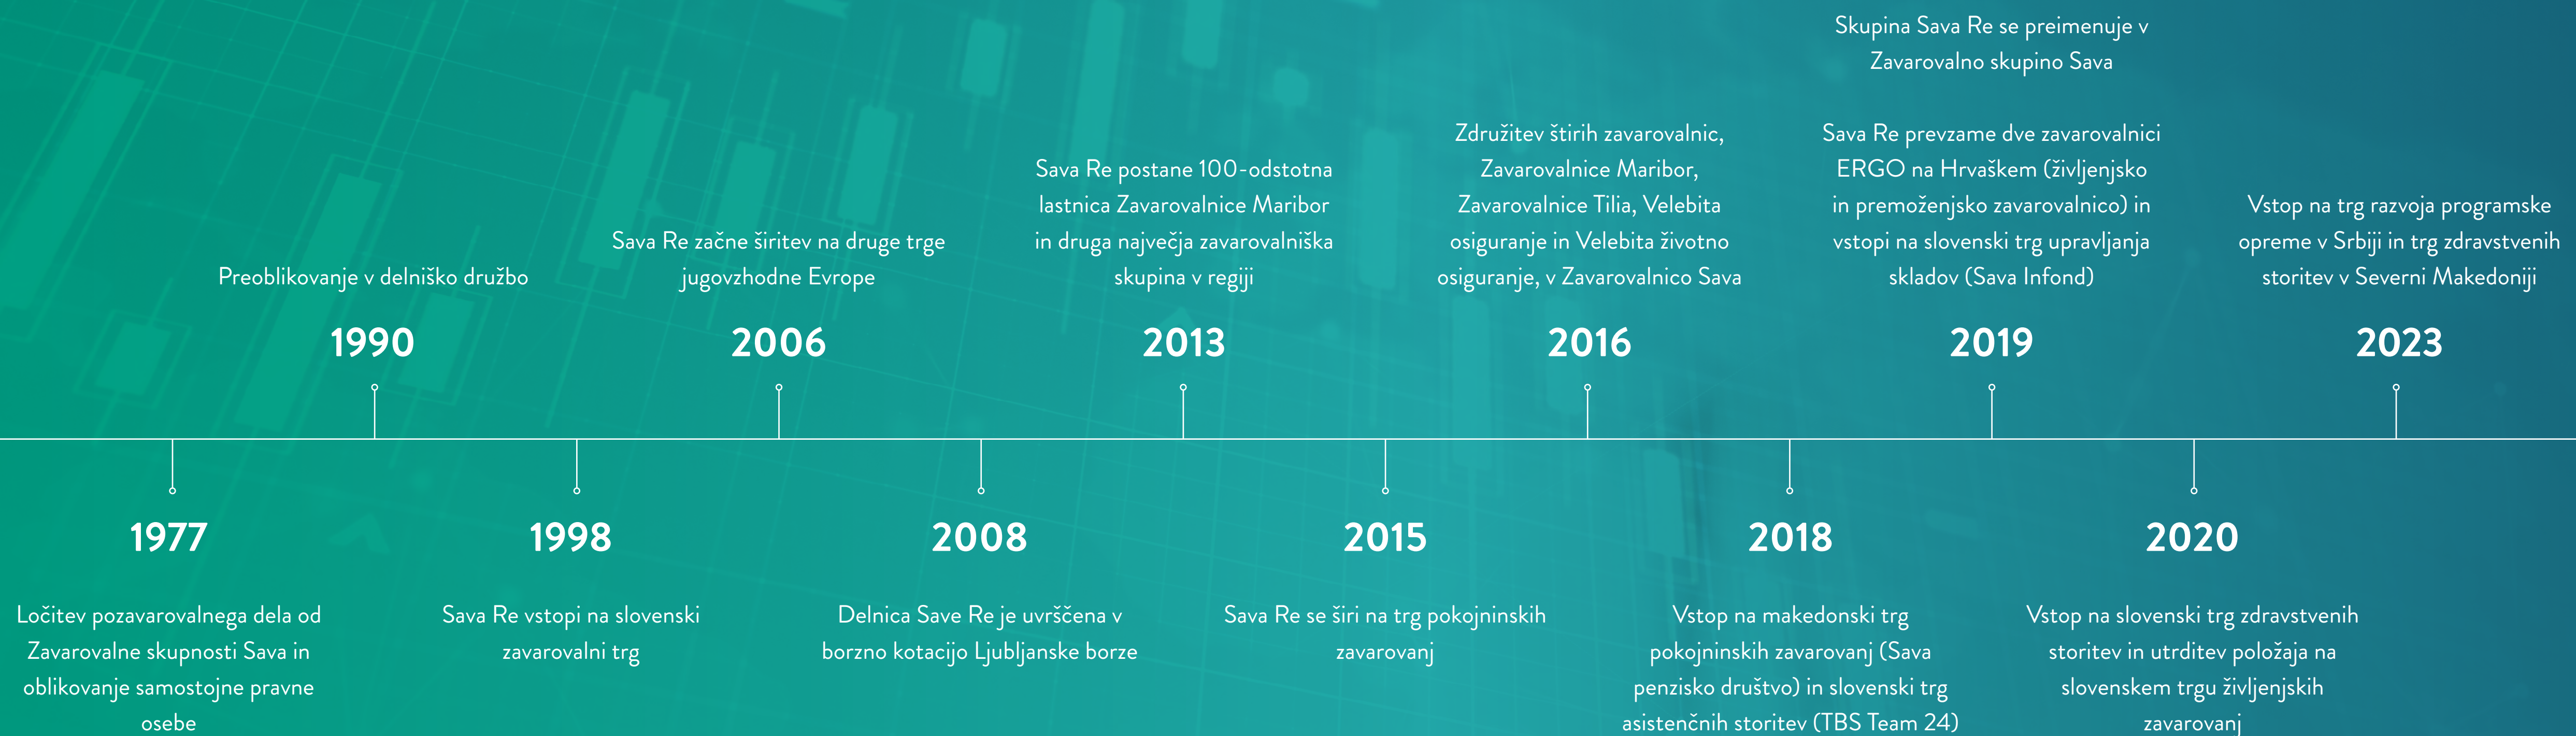 Preoblikovanje v delniško družbo
1990
Sava Re začne širitev na druge trge
jugovzhodne Evrope
2006
Sava Re postane 100-odstotna
lastnica Zavarovalnice Maribor
in druga največja zavarovalniška
skupina v regiji
2013
Združitev štirih zavarovalnic,
Zavarovalnice Maribor,
Zavarovalnice Tilia, Velebita
osiguranje in Velebita životno
osiguranje, v Zavarovalnico Sava
2016
Skupina Sava Re se preimenuje v
Zavarovalno skupino Sava
Sava Re prevzame dve zavarovalnici
ERGO na Hrvaškem (življenjsko
in premoženjsko zavarovalnico) in
vstopi na slovenski trg upravljanja
skladov (Sava Infond)
2019
Vstop na trg razvoja programske
opreme v Srbiji in trg zdravstvenih
storitev v Severni Makedoniji
2023
1977
Ločitev pozavarovalnega dela od
Zavarovalne skupnosti Sava in
oblikovanje samostojne pravne
osebe
1998
Sava Re vstopi na slovenski
zavarovalni trg
2008
Delnica Save Re je uvrščena v
borzno kotacijo Ljubljanske borze
2015
Sava Re se širi na trg pokojninskih
zavarovanj
2018
Vstop na makedonski trg
pokojninskih zavarovanj (Sava
penzisko društvo) in slovenski trg
asistenčnih storitev (TBS Team 24)
2020
Vstop na slovenski trg zdravstvenih
storitev in utrditev položaja na
slovenskem trgu življenjskih
zavarovanj